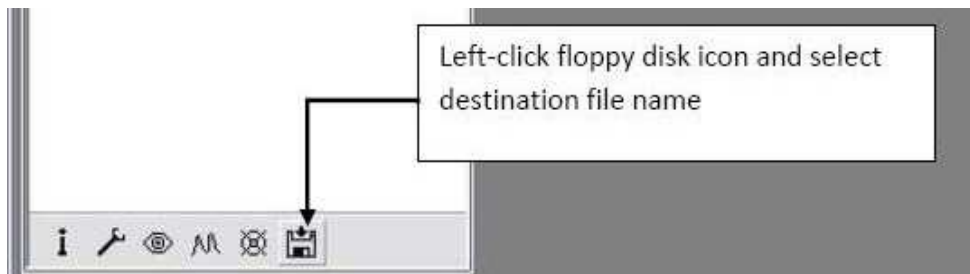 Left-click floppy disk icon and select
destination file name
i